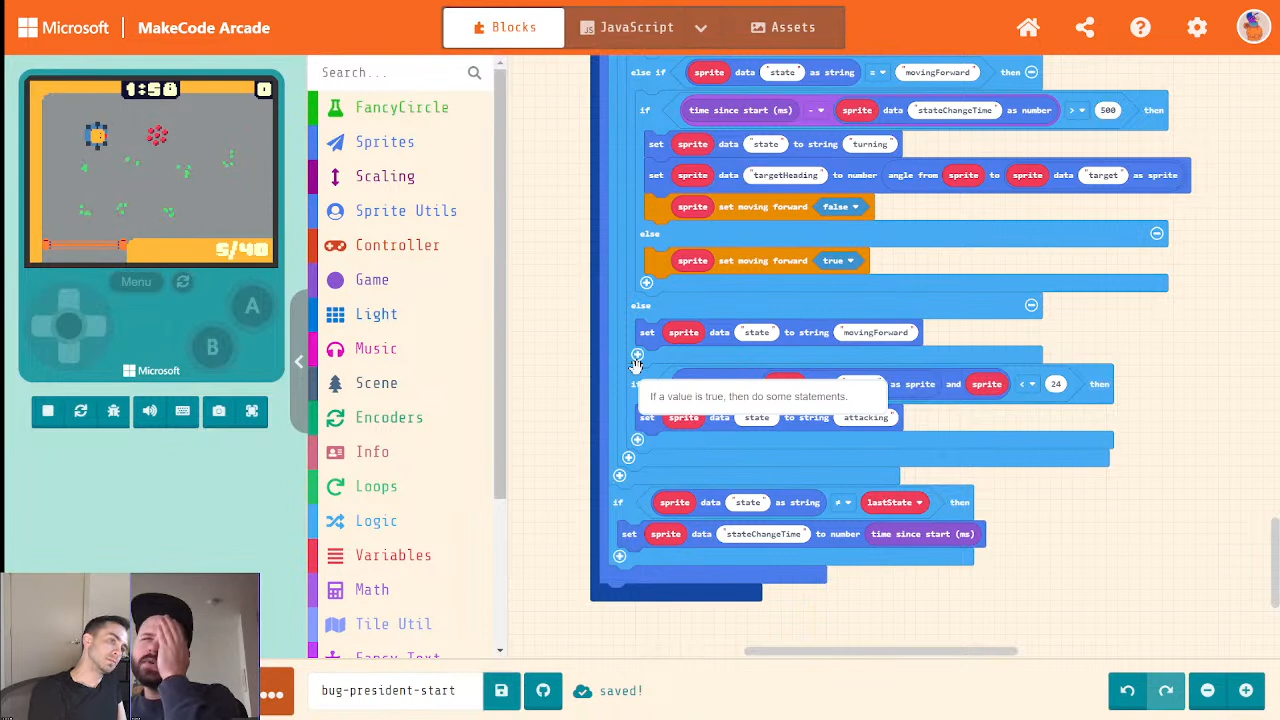 Microsoft MakeCode Arcade Blocks JavaScript Assets
1:58 0
5/40
Menu
A
B
Microsoft
Search...
FancyCircle
Sprites
Scaling
Sprite Utils
Controller
Game
Light
Music
Scene
Encoders
Info
Loops
Logic
Variables
Math
Tile Util
Fancy Text
else if sprite data "state" as string = "movingForward" then
if time since start (ms) - sprite data "stateChangeTime" as number > 500 then
set sprite data "state" to string "turning"
set sprite data "targetHeading" to number angle from sprite to sprite data "target" as sprite
sprite set moving forward false
else
sprite set moving forward true
else
set sprite data "state" to string "movingForward"
if as sprite and sprite < 24 then
If a value is true, then do some statements.
set sprite data "state" to string "attacking"
if sprite data "state" as string ≠ lastState then
set sprite data "stateChangeTime" to number time since start (ms)
bug-president-start saved!